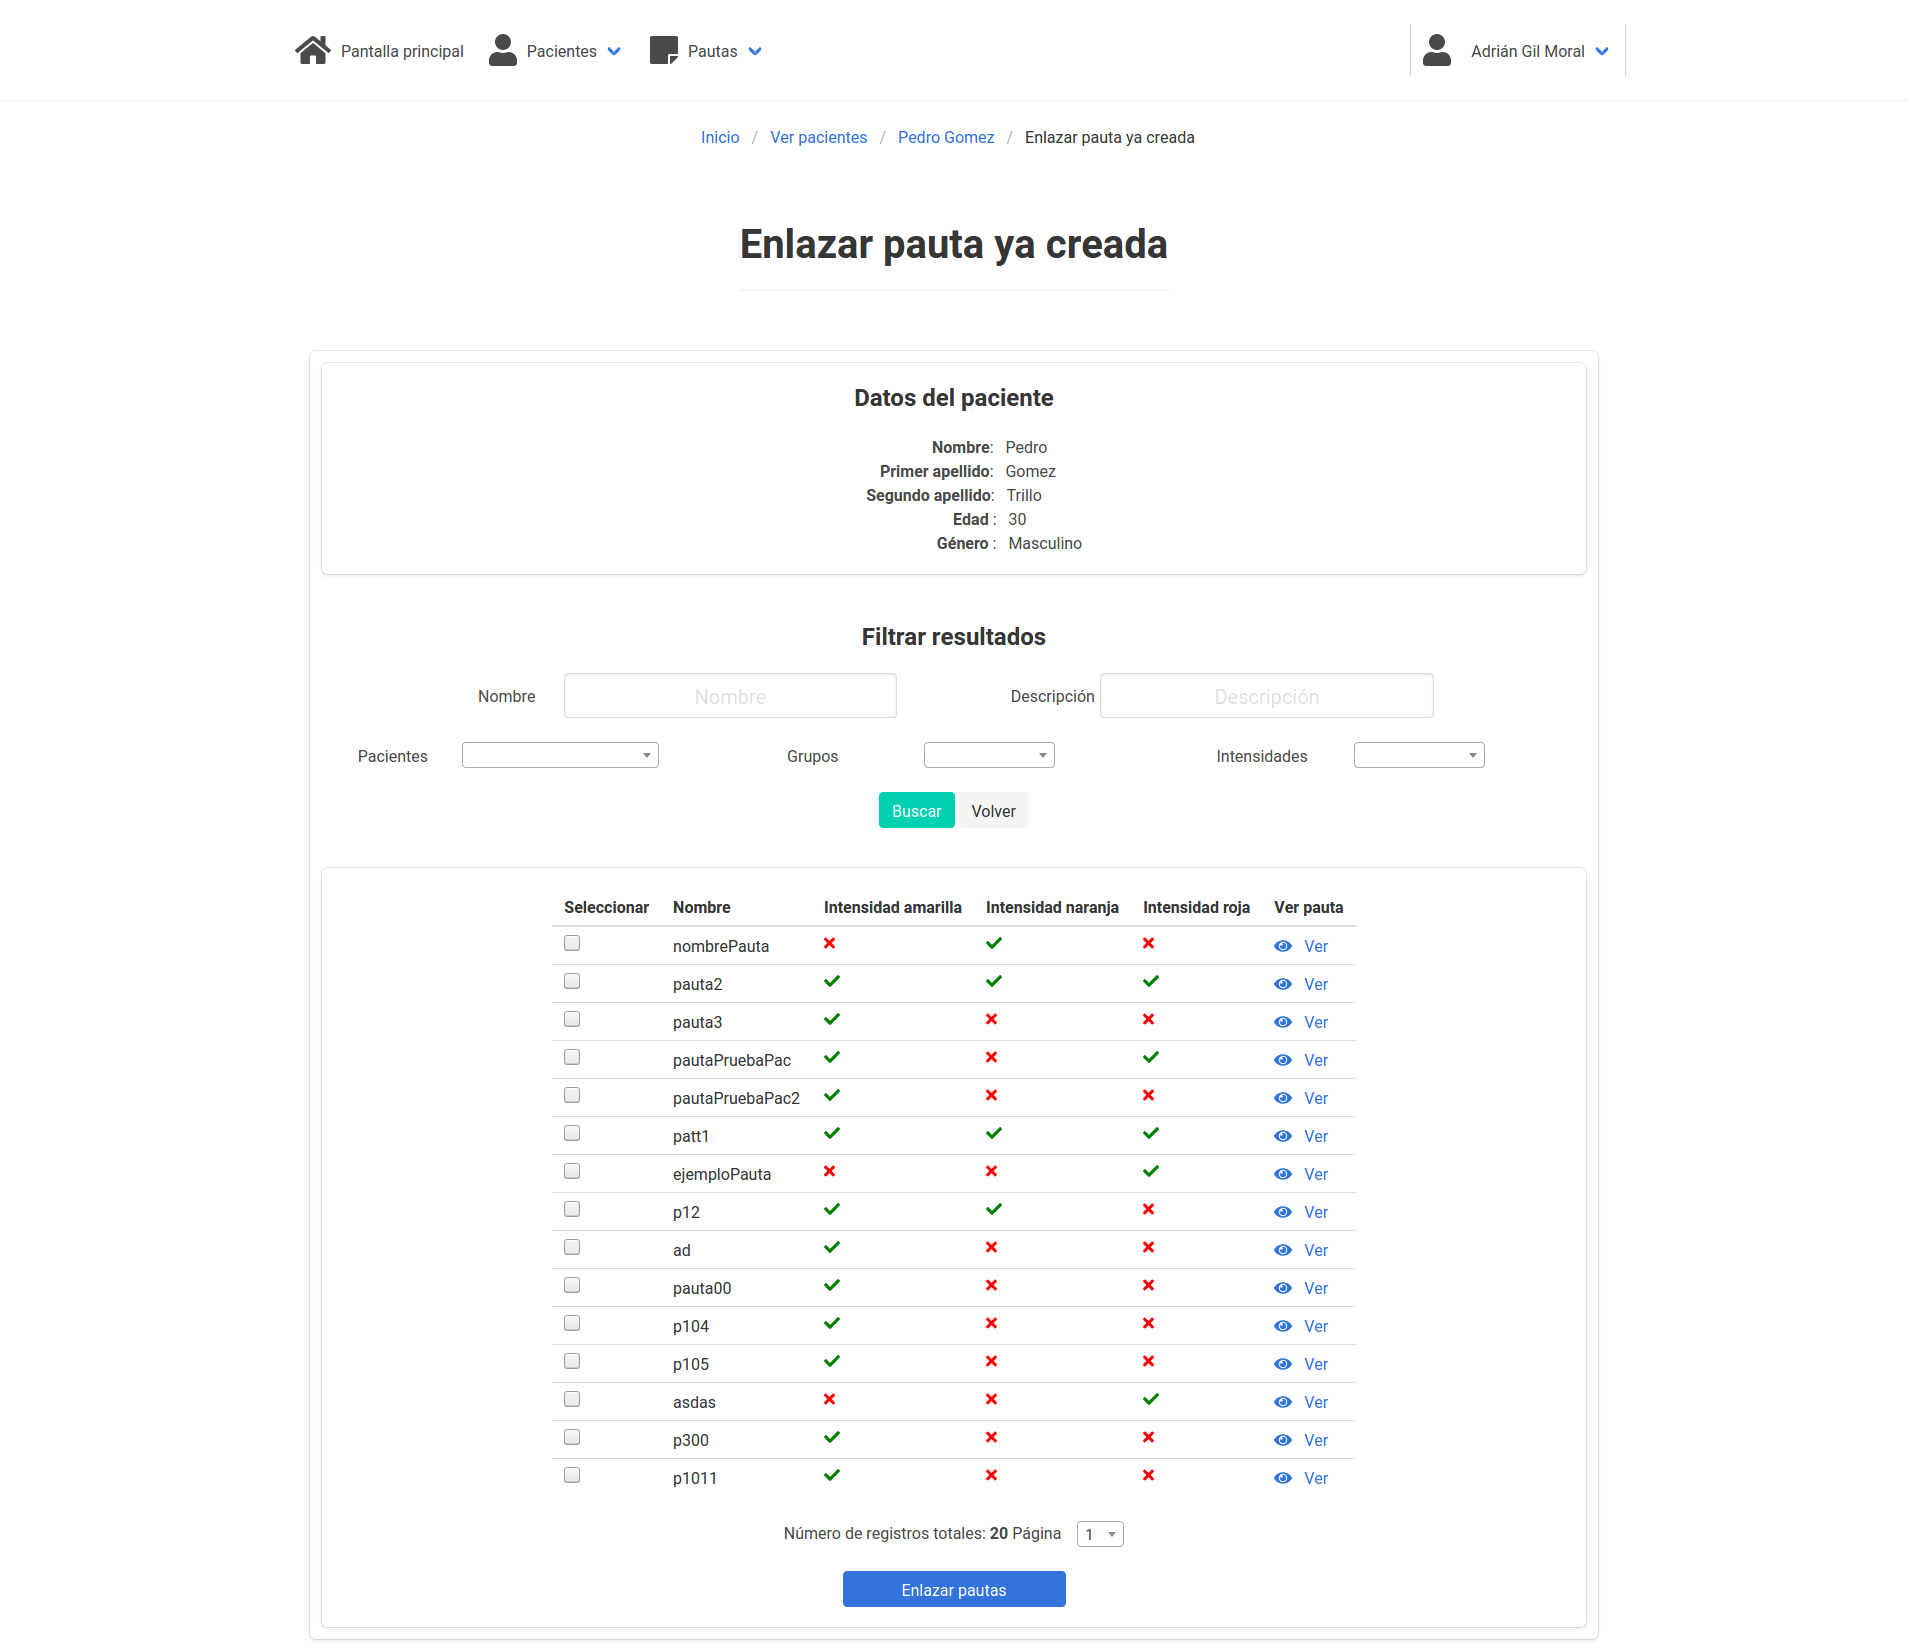 Pantalla principal Pacientes Pautas Adrián Gil Moral
Inicio / Ver pacientes / Pedro Gomez / Enlazar pauta ya creada
Enlazar pauta ya creada
Datos del paciente
Nombre: Pedro
Primer apellido: Gomez
Segundo apellido: Trillo
Edad : 30
Género : Masculino
Filtrar resultados
Nombre Nombre Descripción Descripción
Pacientes Grupos Intensidades
Buscar Volver
Seleccionar Nombre Intensidad amarilla Intensidad naranja Intensidad roja Ver pauta
nombrePauta Ver
pauta2 Ver
pauta3 Ver
pautaPruebaPac Ver
pautaPruebaPac2 Ver
patt1 Ver
ejemploPauta Ver
p12 Ver
ad Ver
pauta00 Ver
p104 Ver
p105 Ver
asdas Ver
p300 Ver
p1011 Ver
Número de registros totales: 20 Página 1
Enlazar pautas